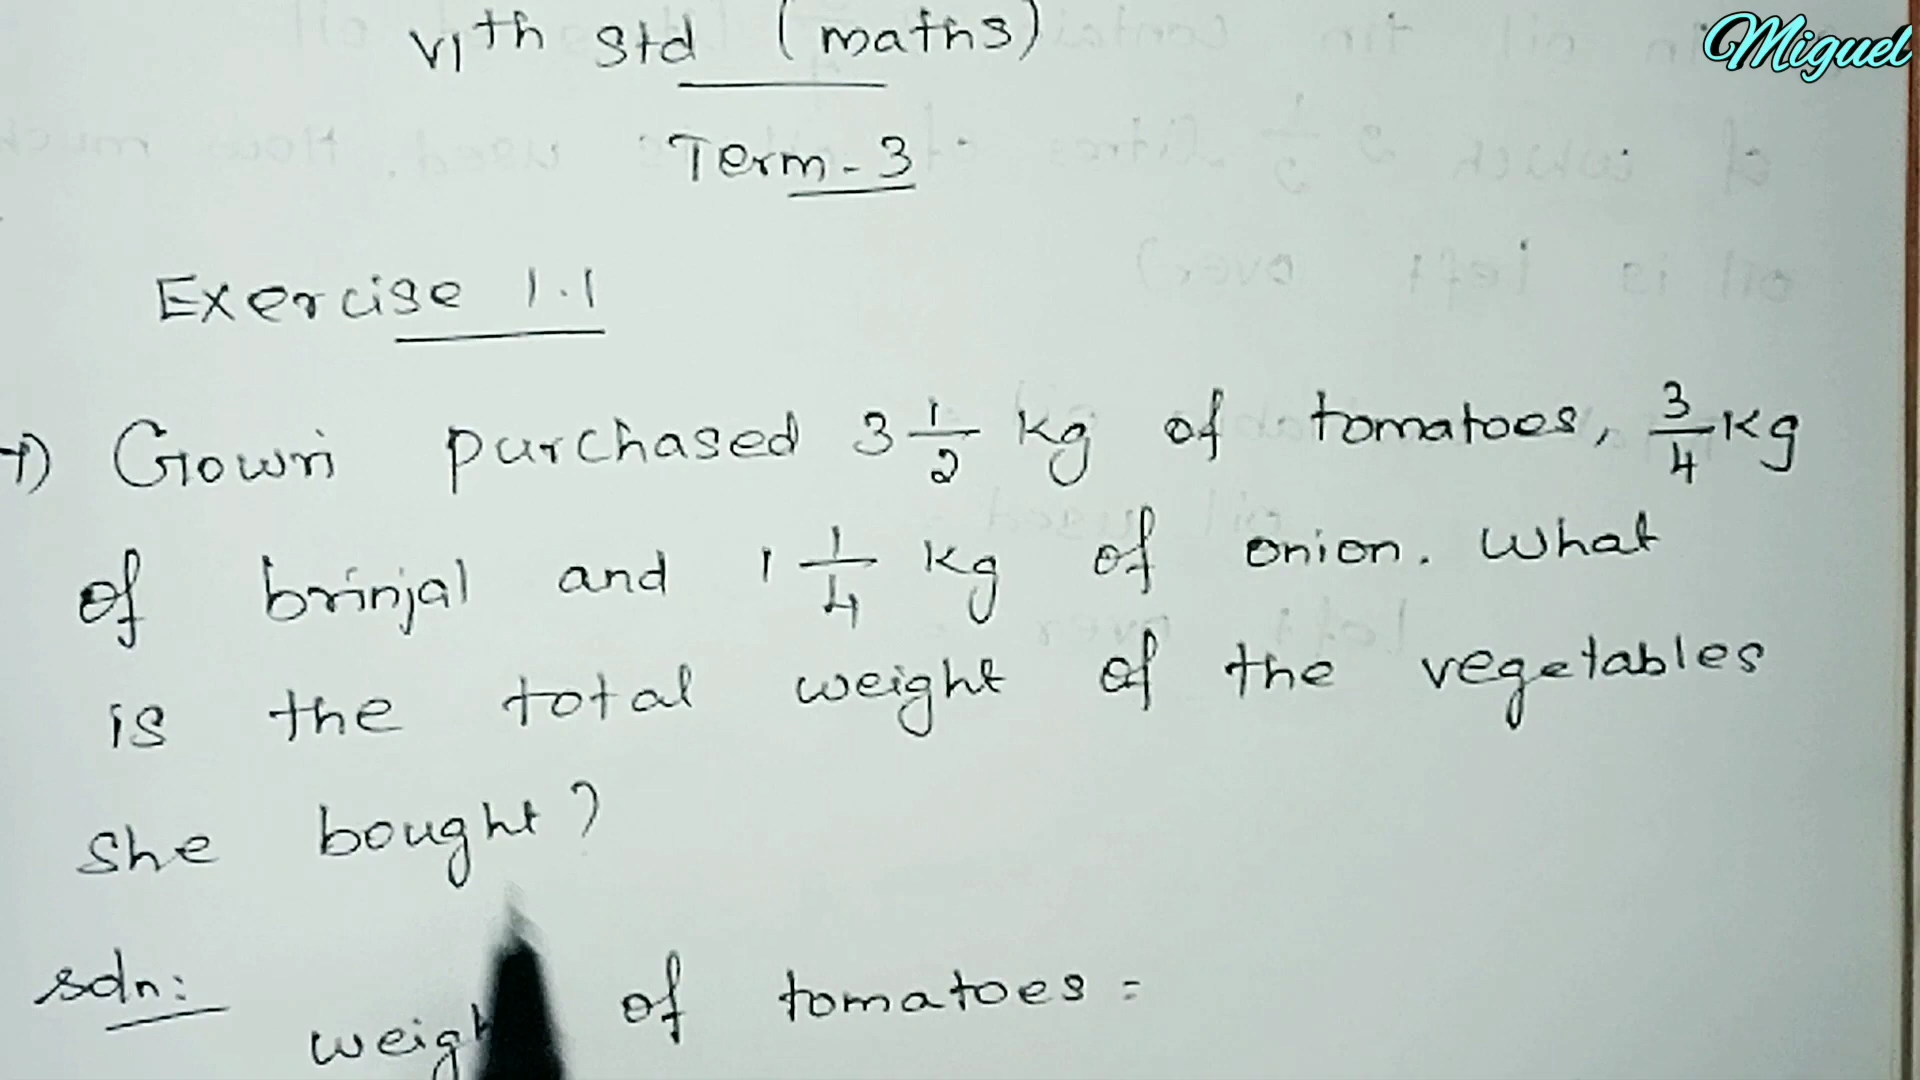 VIth std (maths)
Miguel
Term - 3
Exercise 1.1
7) Gowri purchased 3 1/2 kg of tomatoes, 3/4 kg
of brinjal and 1 1/4 kg of onion. What
is the total weight of the vegetables
she bought?
soln:
of tomatoes =